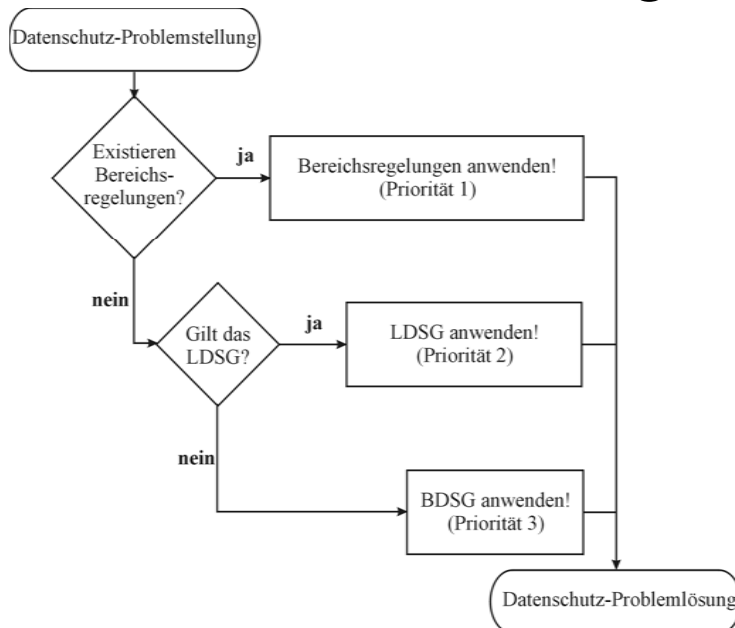 Datenschutz-Problemstellung
Existieren
Bereichs-
regelungen?
ja
Bereichsregelungen anwenden!
(Priorität 1)
nein
Gilt das
LDSG?
ja
LDSG anwenden!
(Priorität 2)
nein
BDSG anwenden!
(Priorität 3)
Datenschutz-Problemlösung